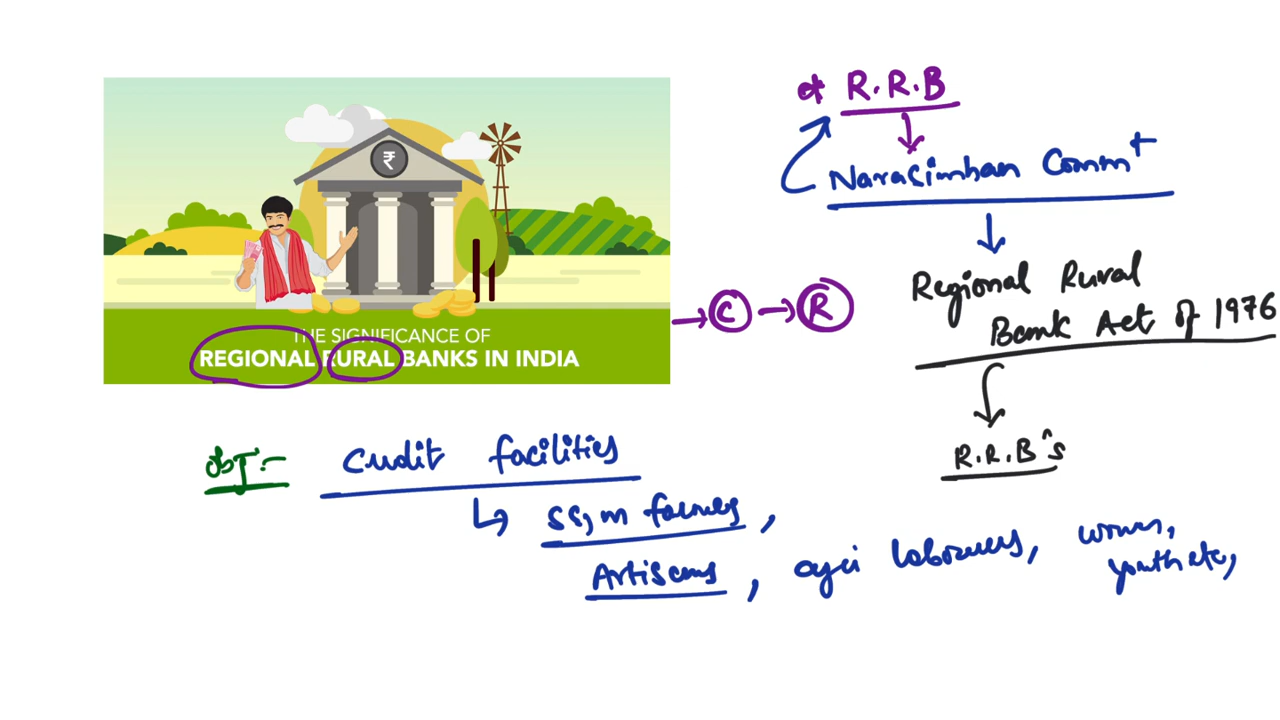 * R.R.B
Narasimhan Comm^t
₹
Regional Rural
Bank Act of 1976
C R
THE SIGNIFICANCE OF
REGIONAL RURAL BANKS IN INDIA
R.R.B's
obj:- credit facilities
SS, m farmers,
Artisans, agri labourers, women,
youth etc,